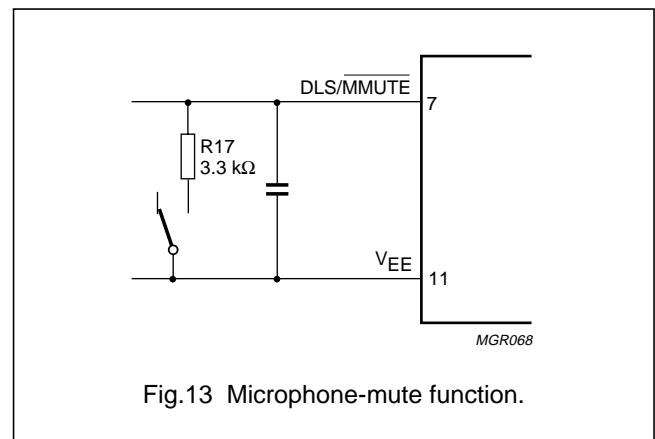 DLS/MMUTE
7
R17
3.3 kΩ
VEE
11
MGR068
Fig.13 Microphone-mute function.